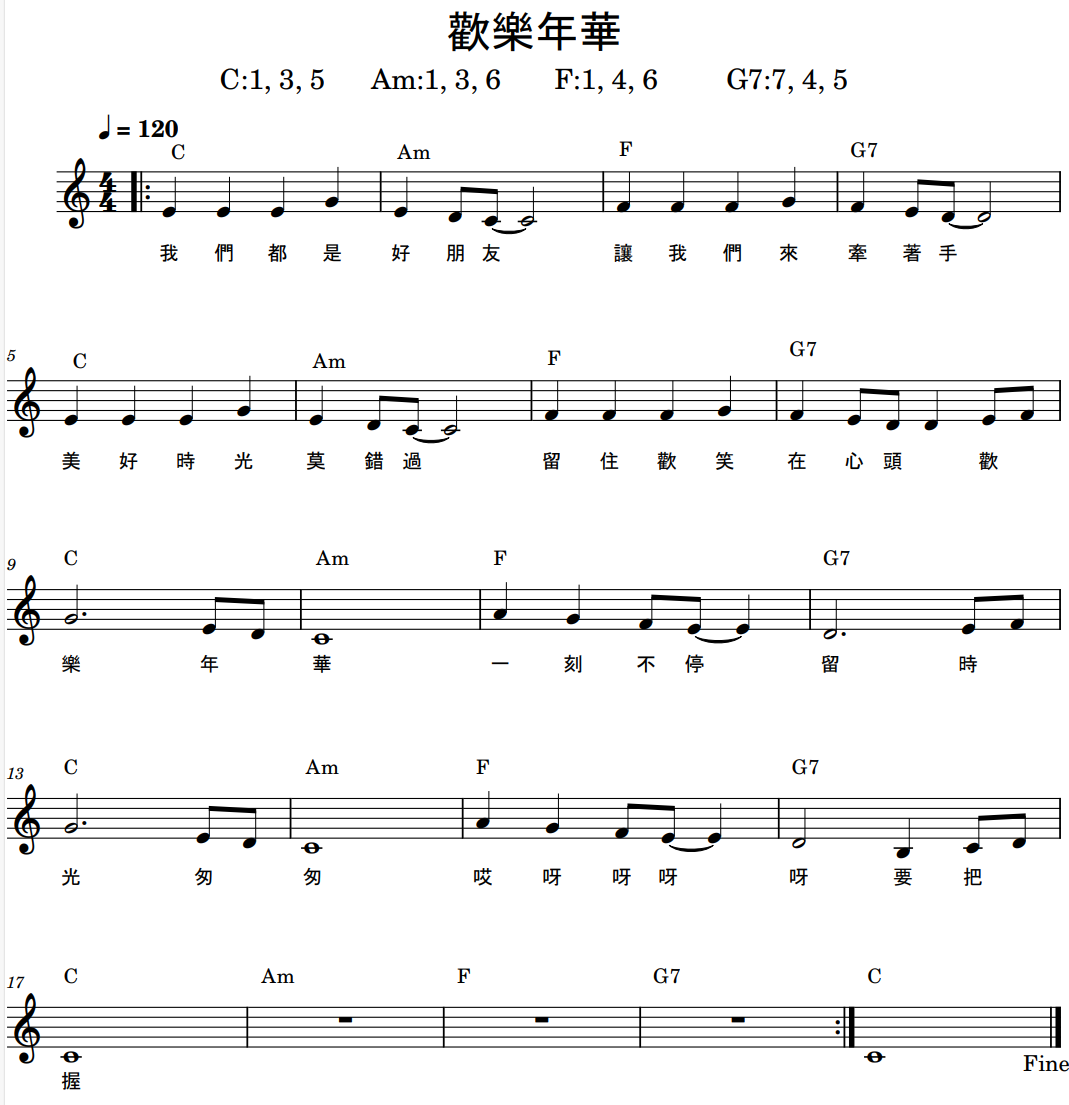 歡樂年華
C:1, 3, 5 Am:1, 3, 6 F:1, 4, 6 G7:7, 4, 5
= 120
C Am F G7
4
4
我 們 都 是 好 朋 友 讓 我 們 來 牽 著 手
5
C Am F G7
美 好 時 光 莫 錯 過 留 住 歡 笑 在 心 頭 歡
9
C Am F G7
樂 年 華 一 刻 不 停 留 時
13
C Am F G7
光 匆 匆 哎 呀 呀 呀 呀 要 把
17
C Am F G7 C
Fine
握